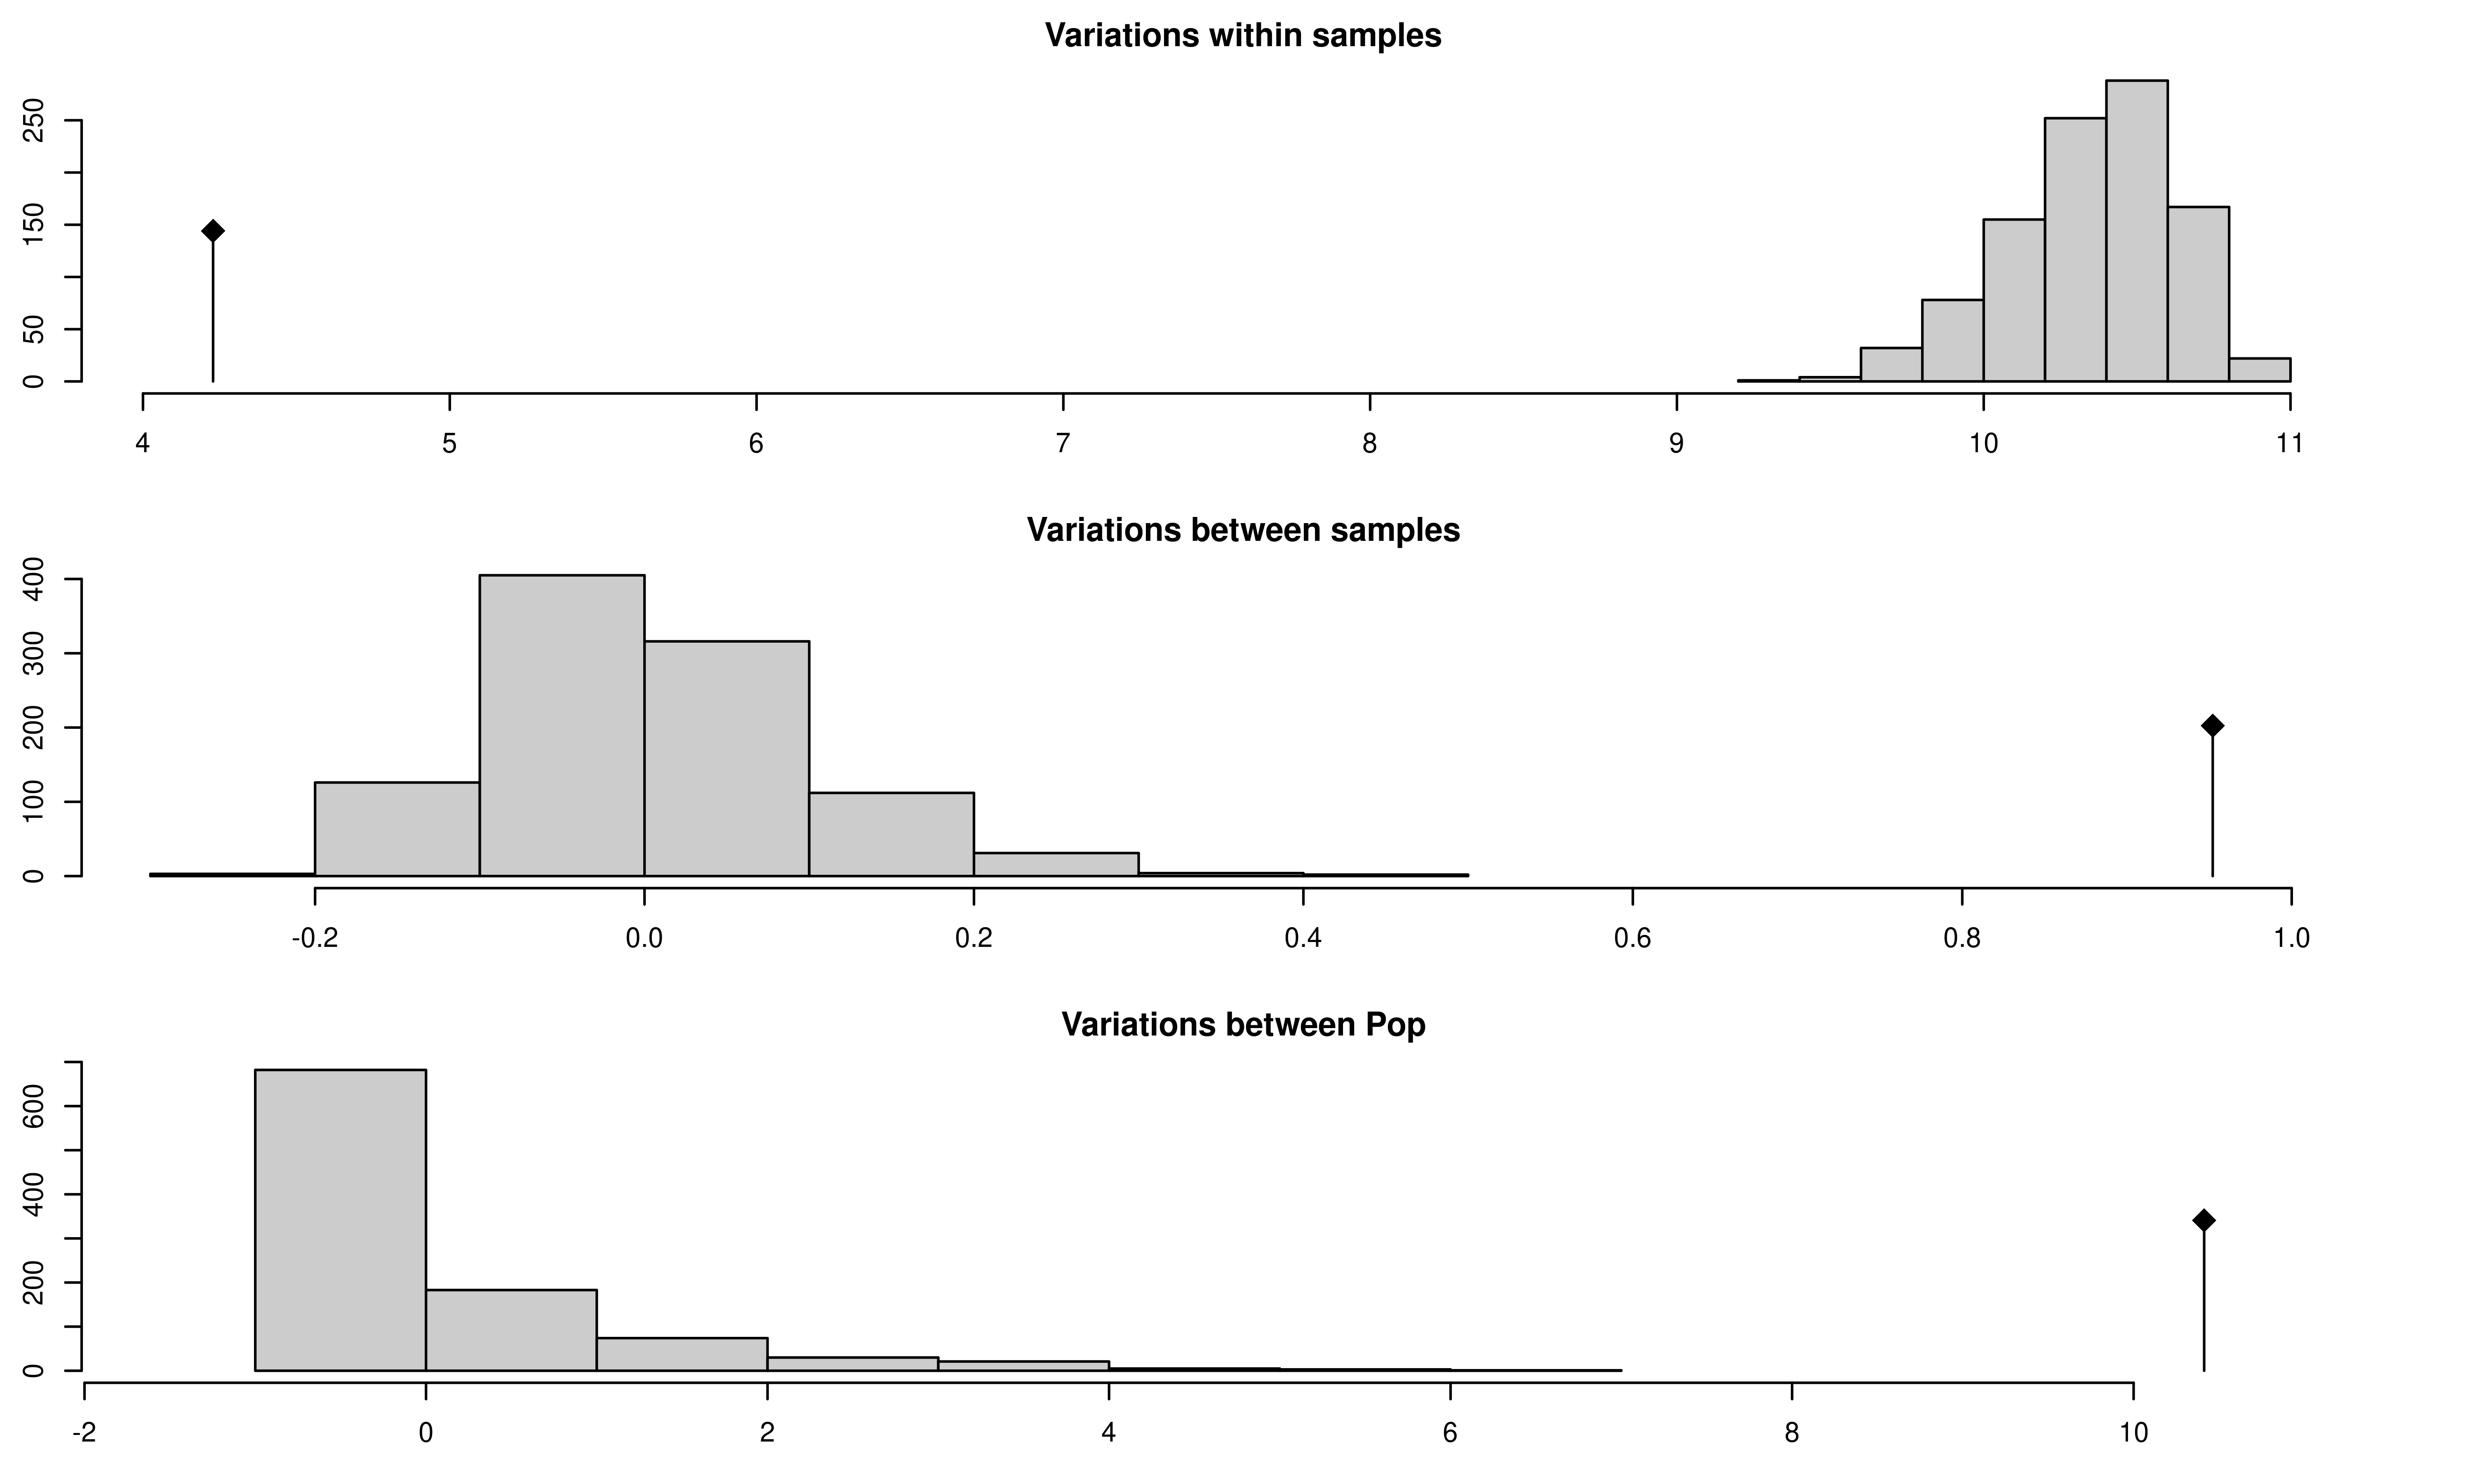 Variations within samples
0 50 150 250
4 5 6 7 8 9 10 11
Variations between samples
0 100 200 300 400
-0.2 0.0 0.2 0.4 0.6 0.8 1.0
Variations between Pop
0 200 400 600
-2 0 2 4 6 8 10